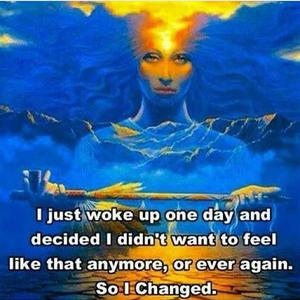 I just woke up one day and
decided I didn't want to feel
like that anymore, or ever again.
So I Changed.